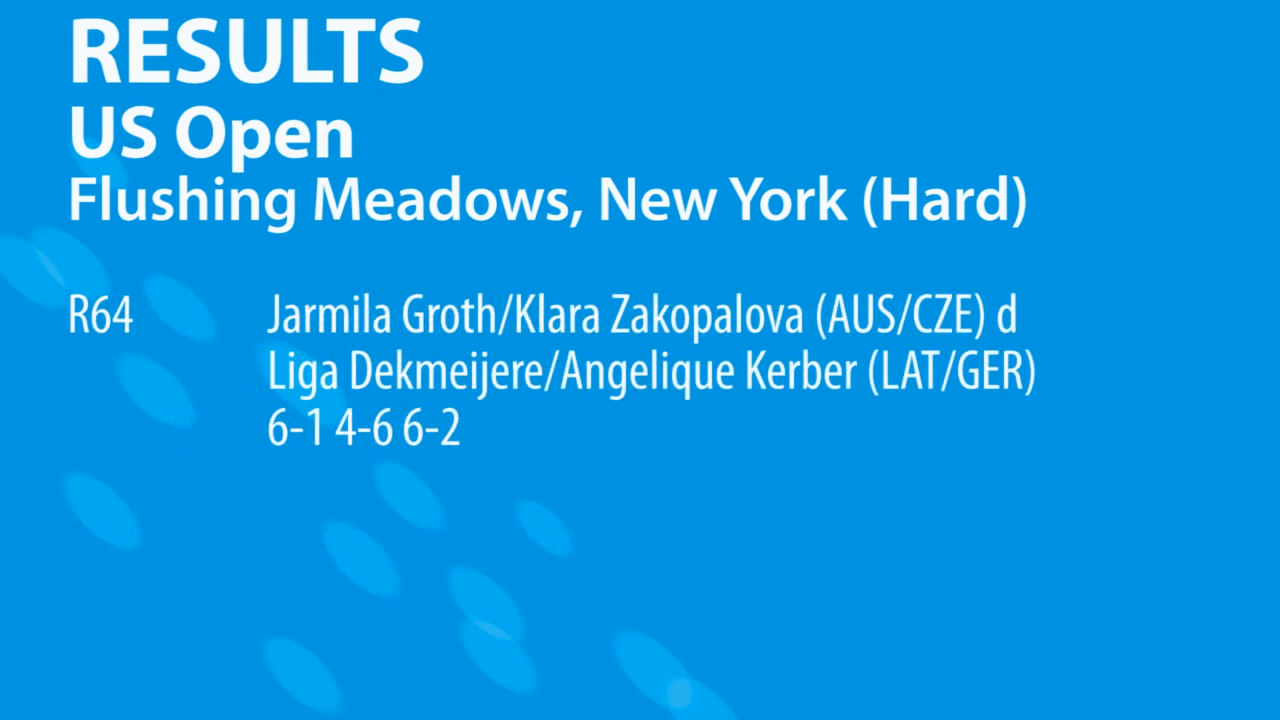 RESULTS
US Open
Flushing Meadows, New York (Hard)
R64 Jarmila Groth/Klara Zakopalova (AUS/CZE) d
Liga Dekmeijere/Angelique Kerber (LAT/GER)
6-1 4-6 6-2